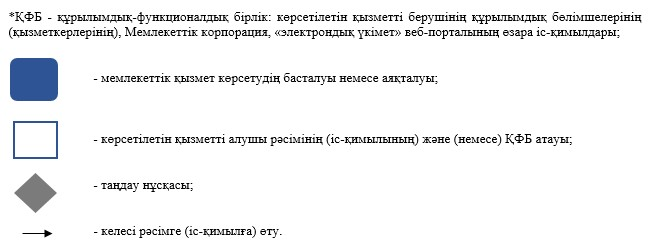 *ҚФБ - құрылымдық-функционалдық бірлік: көрсетілетін қызметті берушінің құрылымдық бөлімшелерінің
(қызметкерлерінің), Мемлекеттік корпорация, «электрондық үкімет» веб-порталының өзара іс-қимылдары;
- мемлекеттік қызмет көрсетудің басталуы немесе аяқталуы;
- көрсетілетін қызметті алушы рәсімінің (іс-қимылының) және (немесе) ҚФБ атауы;
- таңдау нұсқасы;
- келесі рәсімге (іс-қимылға) өту.